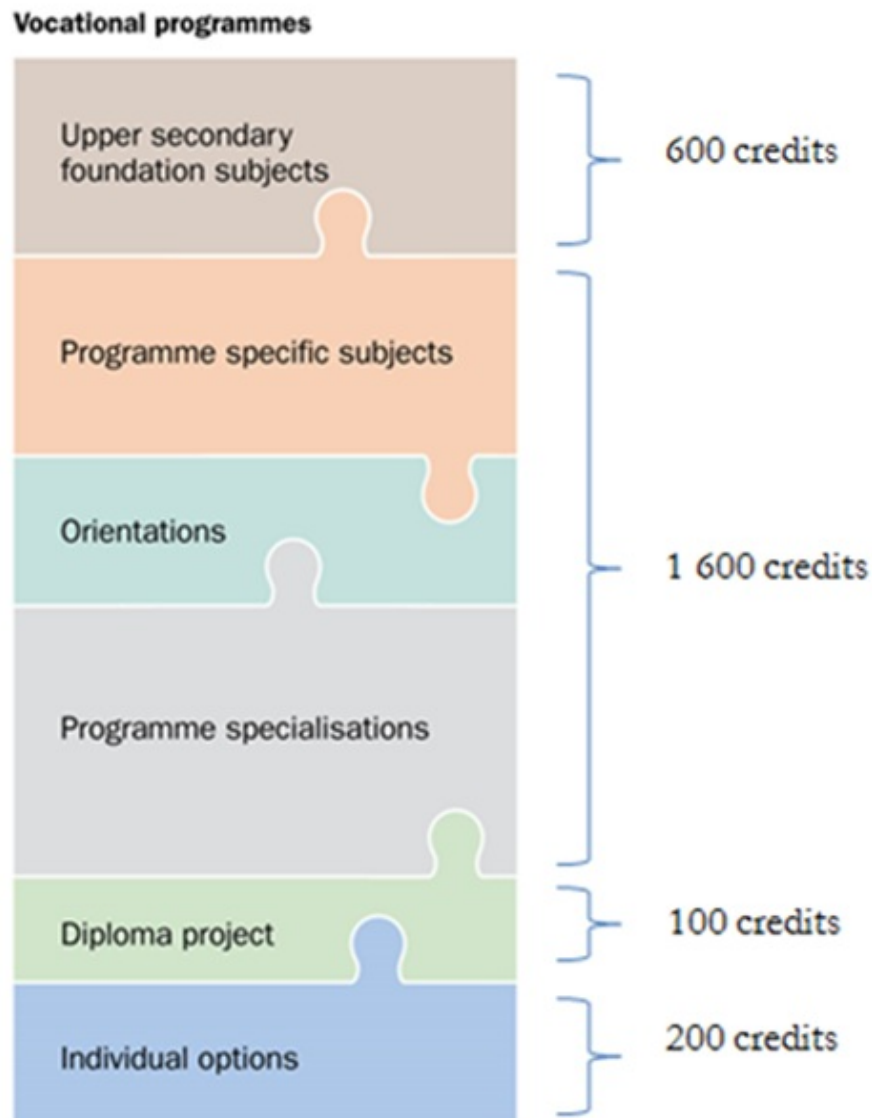 Vocational programmes
Upper secondary
foundation subjects
600 credits
Programme specific subjects
Orientations
1 600 credits
Programme specialisations
Diploma project
100 credits
Individual options
200 credits